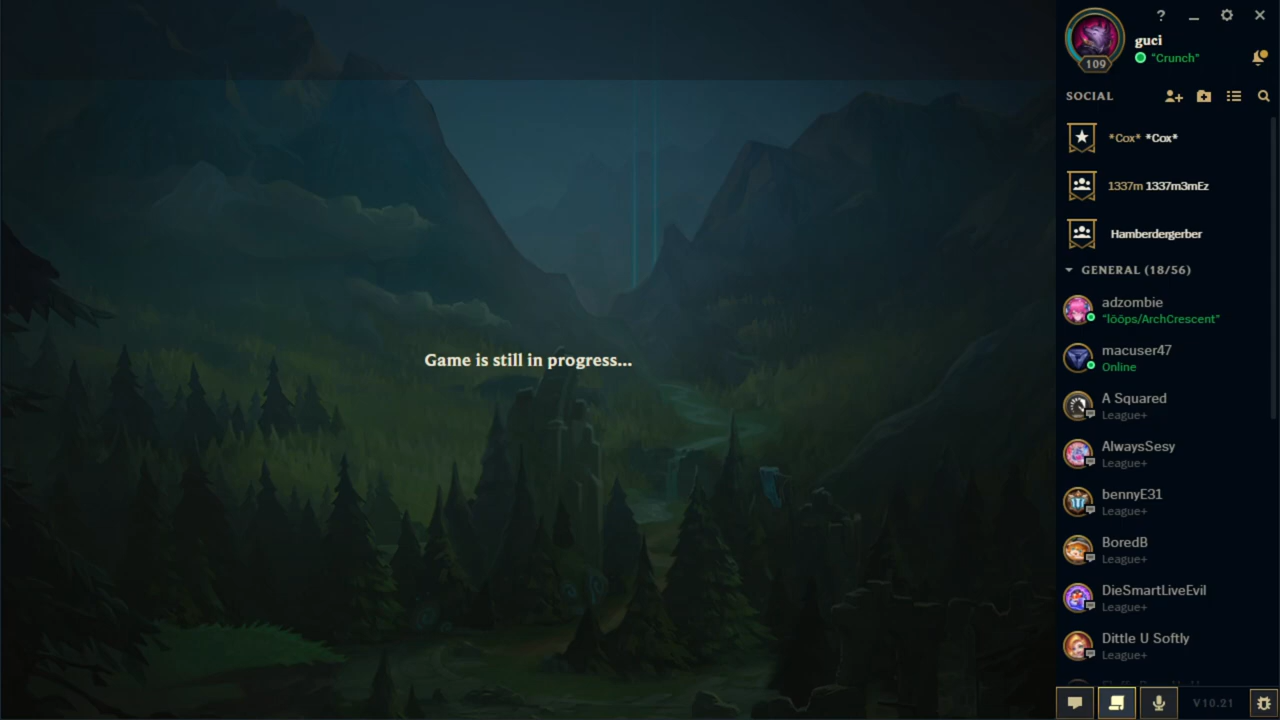 ?
guci
109
"Crunch"
SOCIAL
*Cox* *Cox*
1337m 1337m3mEz
Hamberdergerber
GENERAL (18/56)
adzombie
"lööps/ArchCrescent"
macuser47
Online
A Squared
League+
AlwaysSesy
League+
bennyE31
League+
BoredB
League+
DieSmartLiveEvil
League+
Dittle U Softly
League+
Game is still in progress...
V10.21